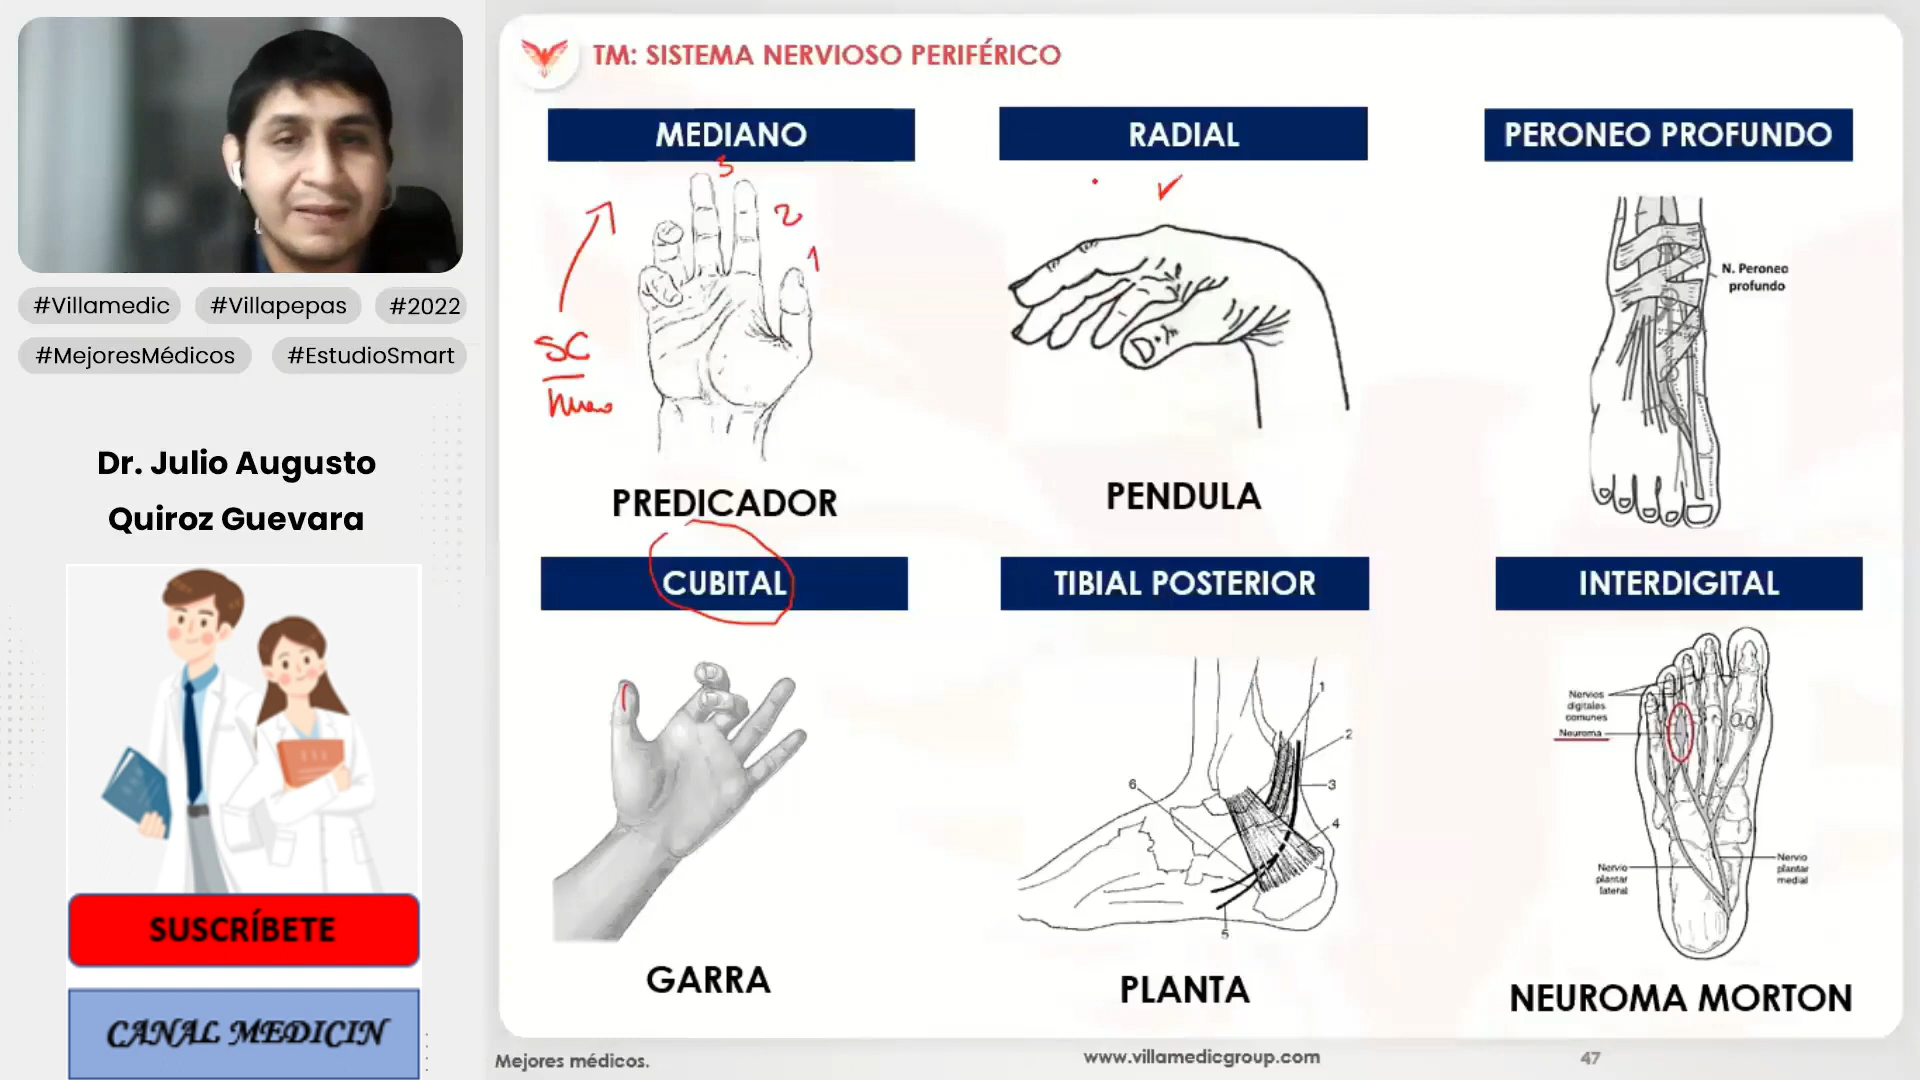 TM: SISTEMA NERVIOSO PERIFÉRICO
MEDIANO
RADIAL
PERONEO PROFUNDO
3
2
1
SC
N. Peroneo
profundo
PREDICADOR
PENDULA
#Villamedic #Villapepas #2022
#MejoresMédicos #EstudioSmart
Dr. Julio Augusto
Quiroz Guevara
CUBITAL
TIBIAL POSTERIOR
INTERDIGITAL
1
2
3
4
5
6
Nervios
digitales
comunes
Neuroma
Nervio
plantar
lateral
Nervio
plantar
medial
GARRA
PLANTA
NEUROMA MORTON
SUSCRÍBETE
CANAL MEDICIN
Mejores médicos.
www.villamedicgroup.com
47